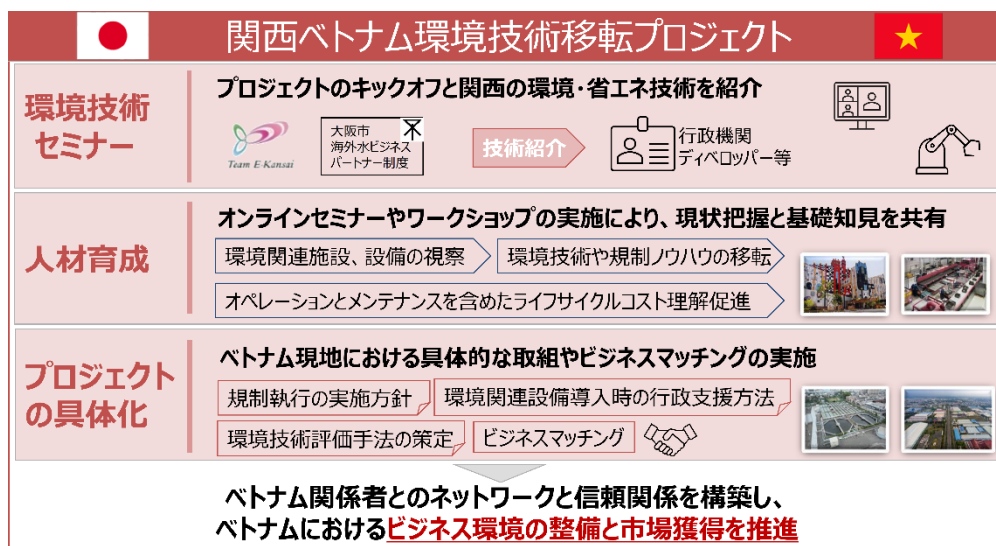 関西ベトナム環境技術移転プロジェクト
環境技術
セミナー
プロジェクトのキックオフと関西の環境・省エネ技術を紹介
Team E-Kansai
大阪市
海外水ビジネス
パートナー制度
技術紹介
行政機関
ディベロッパー等
人材育成
オンラインセミナーやワークショップの実施により、現状把握と基礎知見を共有
環境関連施設、設備の視察
環境技術や規制ノウハウの移転
オペレーションとメンテナンスを含めたライフサイクルコスト理解促進
プロジェクト
の具体化
ベトナム現地における具体的な取組やビジネスマッチングの実施
規制執行の実施方針
環境関連設備導入時の行政支援方法
環境技術評価手法の策定
ビジネスマッチング
ベトナム関係者とのネットワークと信頼関係を構築し、
ベトナムにおけるビジネス環境の整備と市場獲得を推進